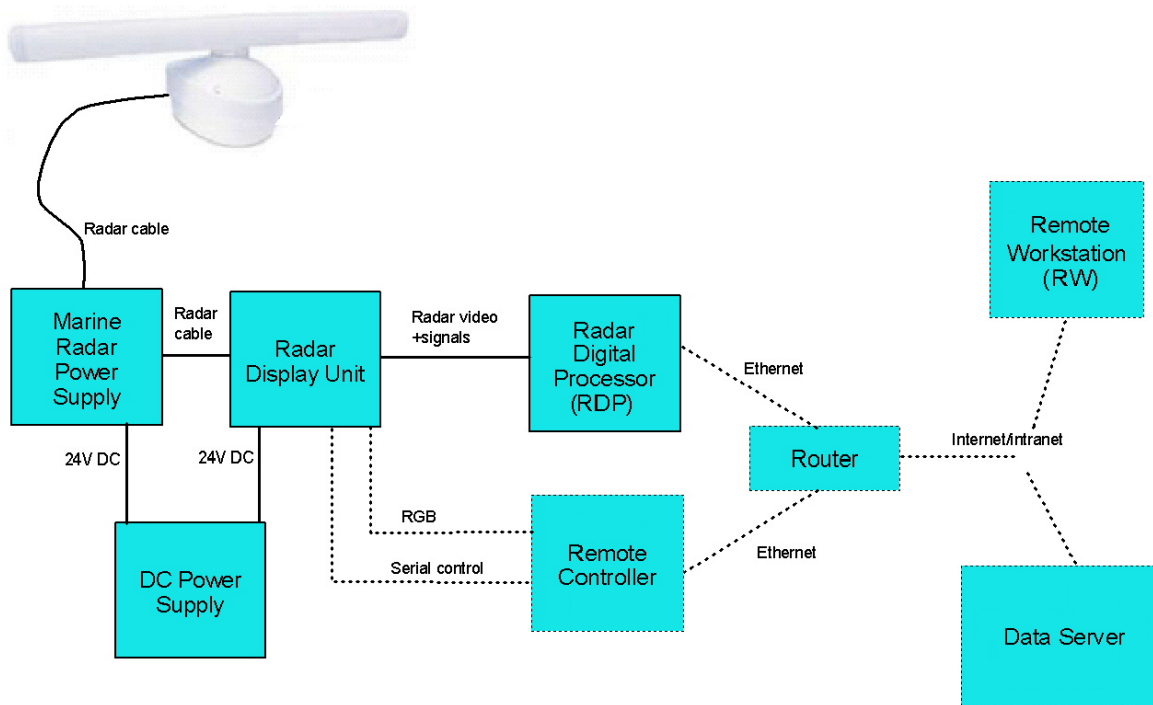 Radar cable
Marine
Radar
Power
Supply
Radar
cable
Radar
Display Unit
Radar video
+signals
Radar
Digital
Processor
(RDP)
Ethernet
Remote
Workstation
(RW)
24V DC
24V DC
Router
Internet/intranet
DC Power
Supply
RGB
Serial control
Remote
Controller
Ethernet
Data Server